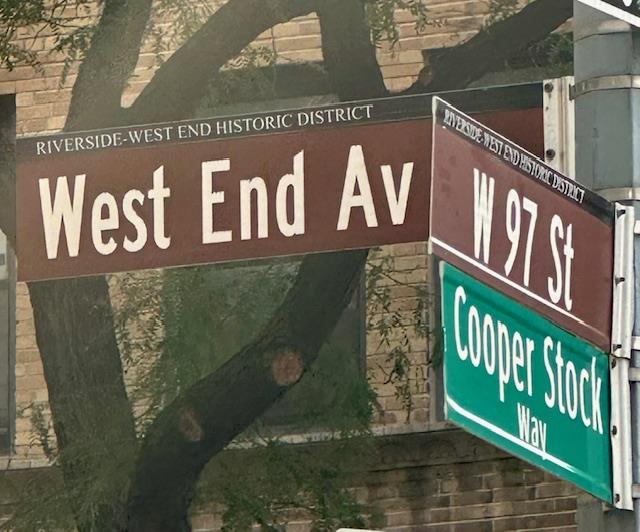 RIVERSIDE-WEST END HISTORIC DISTRICT
West End Av
RIVERSIDE-WEST END HISTORIC DISTRICT
W 97 St
Cooper Stock
Way